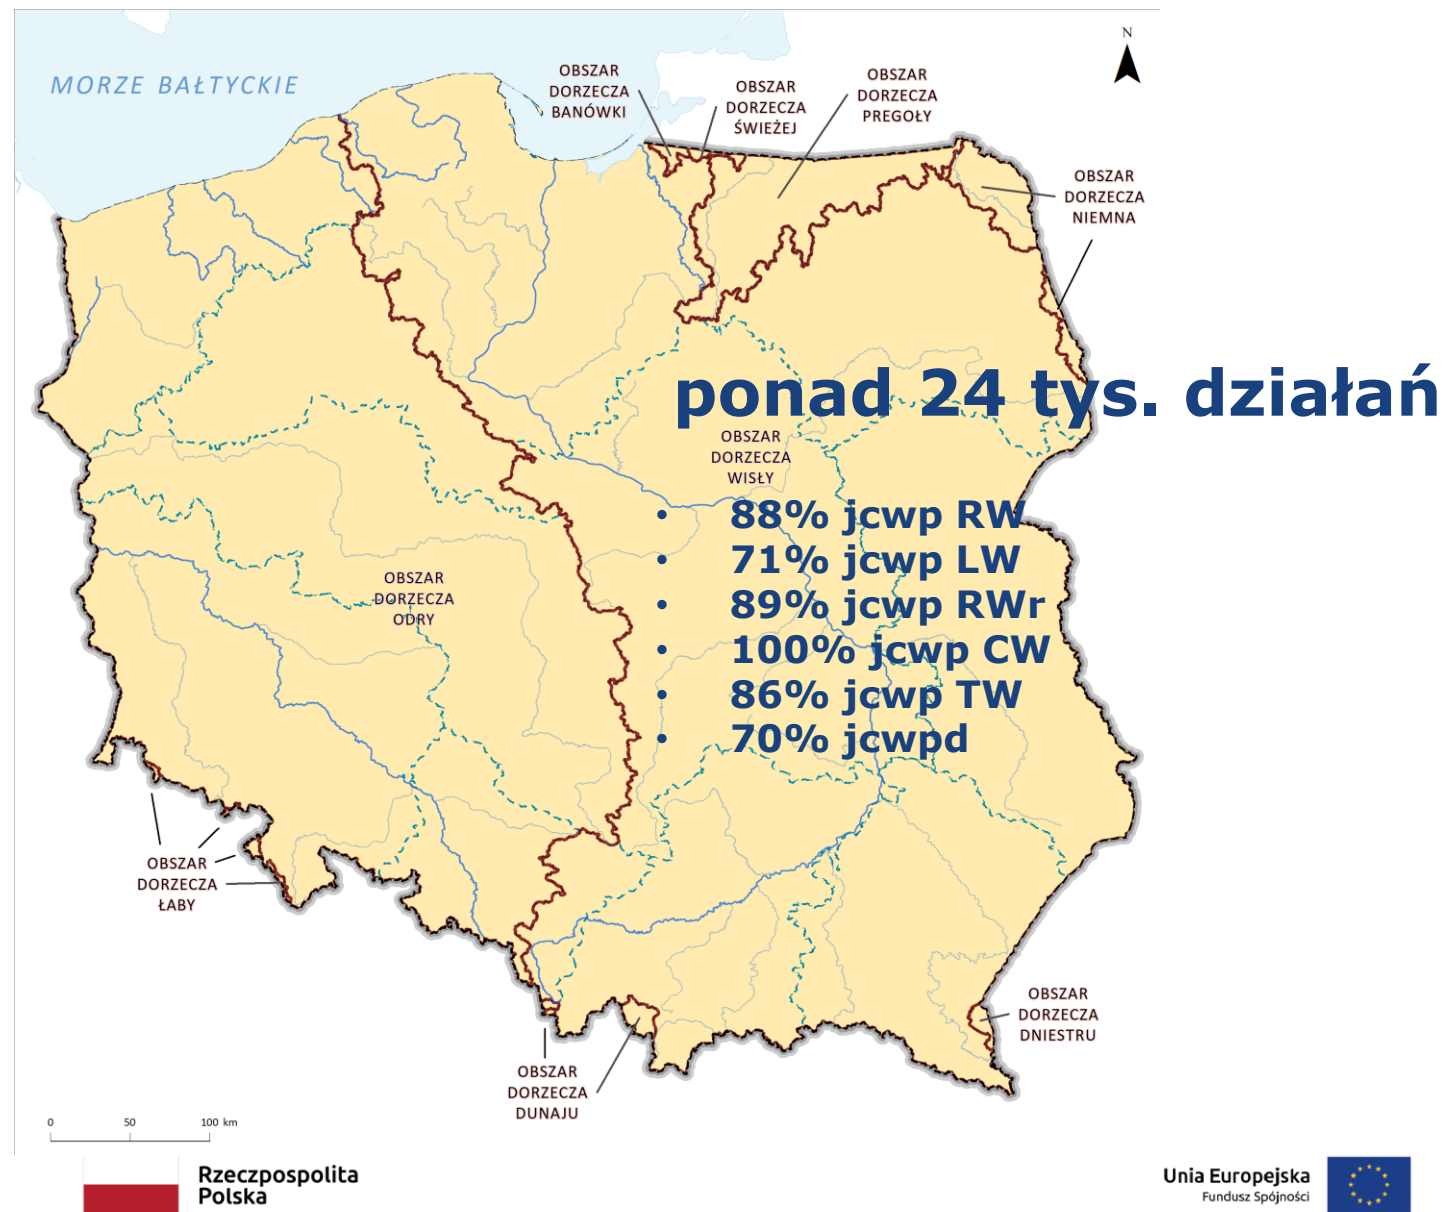 N
MORZE BAŁTYCKIE
OBSZAR
DORZECZA
BANÓWKI
OBSZAR
DORZECZA
ŚWIEŻEJ
OBSZAR
DORZECZA
PREGOŁY
OBSZAR
DORZECZA
NIEMNA
ponad 24 tys. działań
OBSZAR
DORZECZA
WISŁY
• 88% jcwp RW
• 71% jcwp LW
• 89% jcwp RWr
• 100% jcwp CW
• 86% jcwp TW
• 70% jcwpd
OBSZAR
DORZECZA
ODRY
OBSZAR
DORZECZA
ŁABY
OBSZAR
DORZECZA
DNIESTRU
OBSZAR
DORZECZA
DUNAJU
0 50 100 km
Rzeczpospolita
Polska
Unia Europejska
Fundusz Spójności